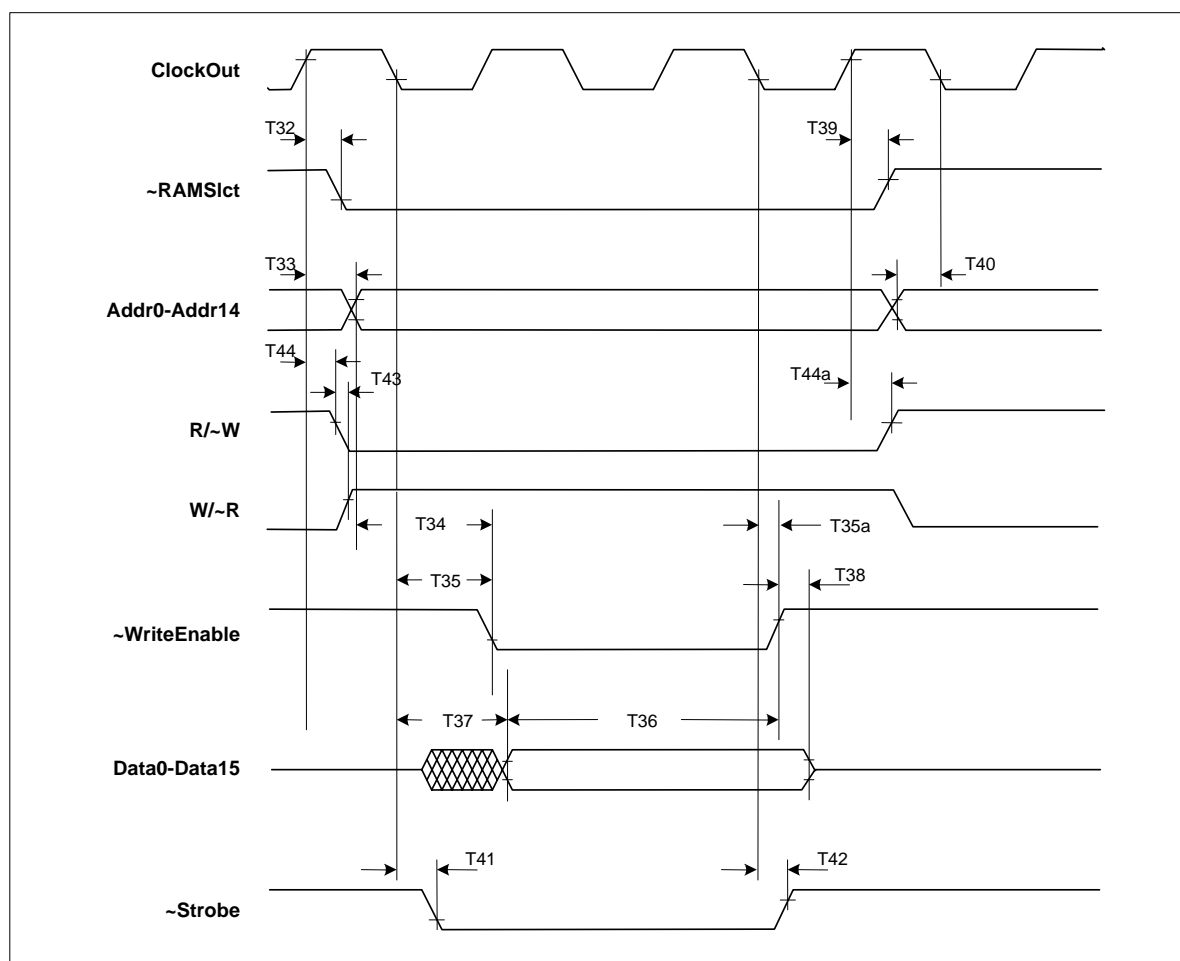 ClockOut
T32
T39
~RAMSlct
T33
T40
Addr0-Addr14
T44
T43
T44a
R/~W
W/~R
T34
T35a
T35
T38
~WriteEnable
T37
T36
Data0-Data15
T41
T42
~Strobe